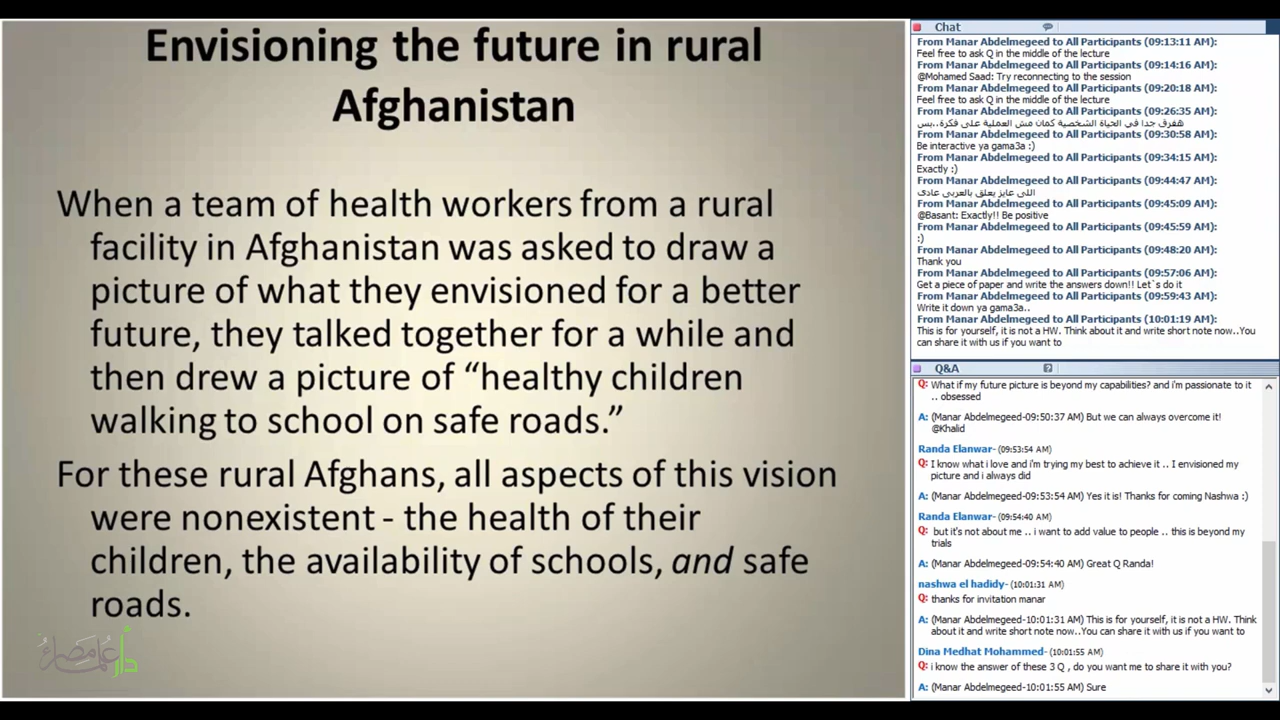 Envisioning the future in rural
Afghanistan
When a team of health workers from a rural
facility in Afghanistan was asked to draw a
picture of what they envisioned for a better
future, they talked together for a while and
then drew a picture of “healthy children
walking to school on safe roads.”
For these rural Afghans, all aspects of this vision
were nonexistent - the health of their
children, the availability of schools, and safe
roads.
Chat
From Manar Abdelmegeed to All Participants (09:13:11 AM):
Feel free to ask Q in the middle of the lecture
From Manar Abdelmegeed to All Participants (09:14:16 AM):
@Mohamed Saad: Try reconnecting to the session
From Manar Abdelmegeed to All Participants (09:20:18 AM):
Feel free to ask Q in the middle of the lecture
From Manar Abdelmegeed to All Participants (09:26:35 AM):
هتفرق جدا فى الحياة الشخصية كمان مش العملية على فكرة..بس
From Manar Abdelmegeed to All Participants (09:30:58 AM):
Be interactive ya gama3a :)
From Manar Abdelmegeed to All Participants (09:34:15 AM):
Exactly :)
From Manar Abdelmegeed to All Participants (09:44:47 AM):
اللى عايز يعلق بالعربى عادى
From Manar Abdelmegeed to All Participants (09:45:09 AM):
@Basant: Exactly!! Be positive
From Manar Abdelmegeed to All Participants (09:45:59 AM):
:)
From Manar Abdelmegeed to All Participants (09:48:20 AM):
Thank you
From Manar Abdelmegeed to All Participants (09:57:06 AM):
Get a piece of paper and write the answers down!! Let`s do it
From Manar Abdelmegeed to All Participants (09:59:43 AM):
Write it down ya gama3a..
From Manar Abdelmegeed to All Participants (10:01:19 AM):
This is for yourself, it is not a HW. Think about it and write short note now..You
can share it with us if you want to
Q&A
Q: What if my future picture is beyond my capabilities? and i'm passionate to it
.. obsessed
A: (Manar Abdelmegeed-09:50:37 AM) But we can always overcome it!
@Khalid
Randa Elanwar- (09:53:54 AM)
Q: I know what i love and i'm trying my best to achieve it .. I envisioned my
picture and i always did
A: (Manar Abdelmegeed-09:53:54 AM) Yes it is! Thanks for coming Nashwa :)
Randa Elanwar- (09:54:40 AM)
Q: but it's not about me .. i want to add value to people .. this is beyond my
trials
A: (Manar Abdelmegeed-09:54:40 AM) Great Q Randa!
nashwa el hadidy- (10:01:31 AM)
Q: thanks for invitation manar
A: (Manar Abdelmegeed-10:01:31 AM) This is for yourself, it is not a HW. Think
about it and write short note now..You can share it with us if you want to
Dina Medhat Mohammed- (10:01:55 AM)
Q: i know the answer of these 3 Q , do you want me to share it with you?
A: (Manar Abdelmegeed-10:01:55 AM) Sure